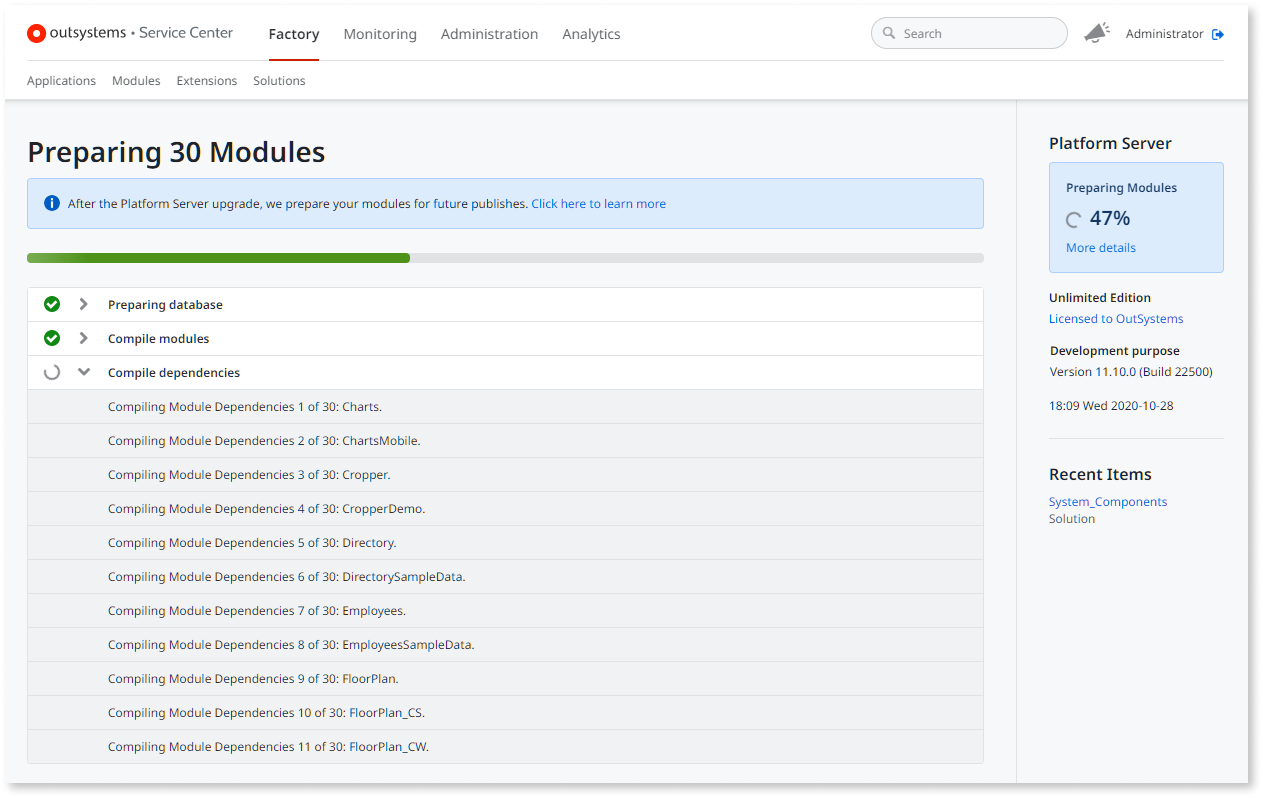 outsystems • Service Center
Factory
Monitoring
Administration
Analytics
Search
Administrator
Applications
Modules
Extensions
Solutions
Preparing 30 Modules
After the Platform Server upgrade, we prepare your modules for future publishes. Click here to learn more
Preparing database
Compile modules
Compile dependencies
Compiling Module Dependencies 1 of 30: Charts.
Compiling Module Dependencies 2 of 30: ChartsMobile.
Compiling Module Dependencies 3 of 30: Cropper.
Compiling Module Dependencies 4 of 30: CropperDemo.
Compiling Module Dependencies 5 of 30: Directory.
Compiling Module Dependencies 6 of 30: DirectorySampleData.
Compiling Module Dependencies 7 of 30: Employees.
Compiling Module Dependencies 8 of 30: EmployeesSampleData.
Compiling Module Dependencies 9 of 30: FloorPlan.
Compiling Module Dependencies 10 of 30: FloorPlan_CS.
Compiling Module Dependencies 11 of 30: FloorPlan_CW.
Platform Server
Preparing Modules
47%
More details
Unlimited Edition
Licensed to OutSystems
Development purpose
Version 11.10.0 (Build 22500)
18:09 Wed 2020-10-28
Recent Items
System_Components
Solution